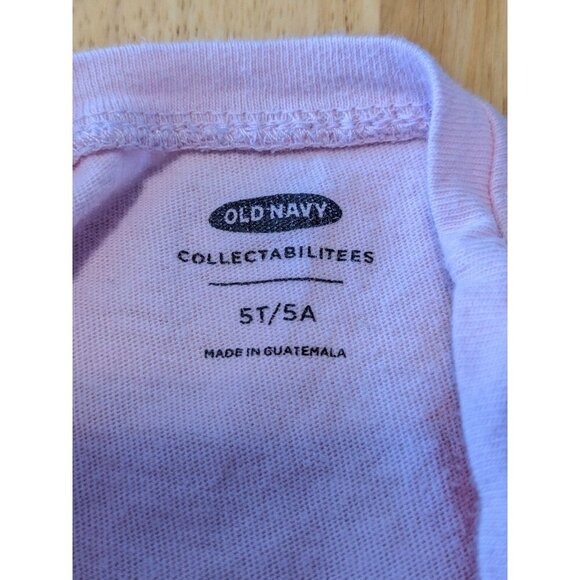 OLD NAVY
COLLECTABILITEES
5T/5A
MADE IN GUATEMALA